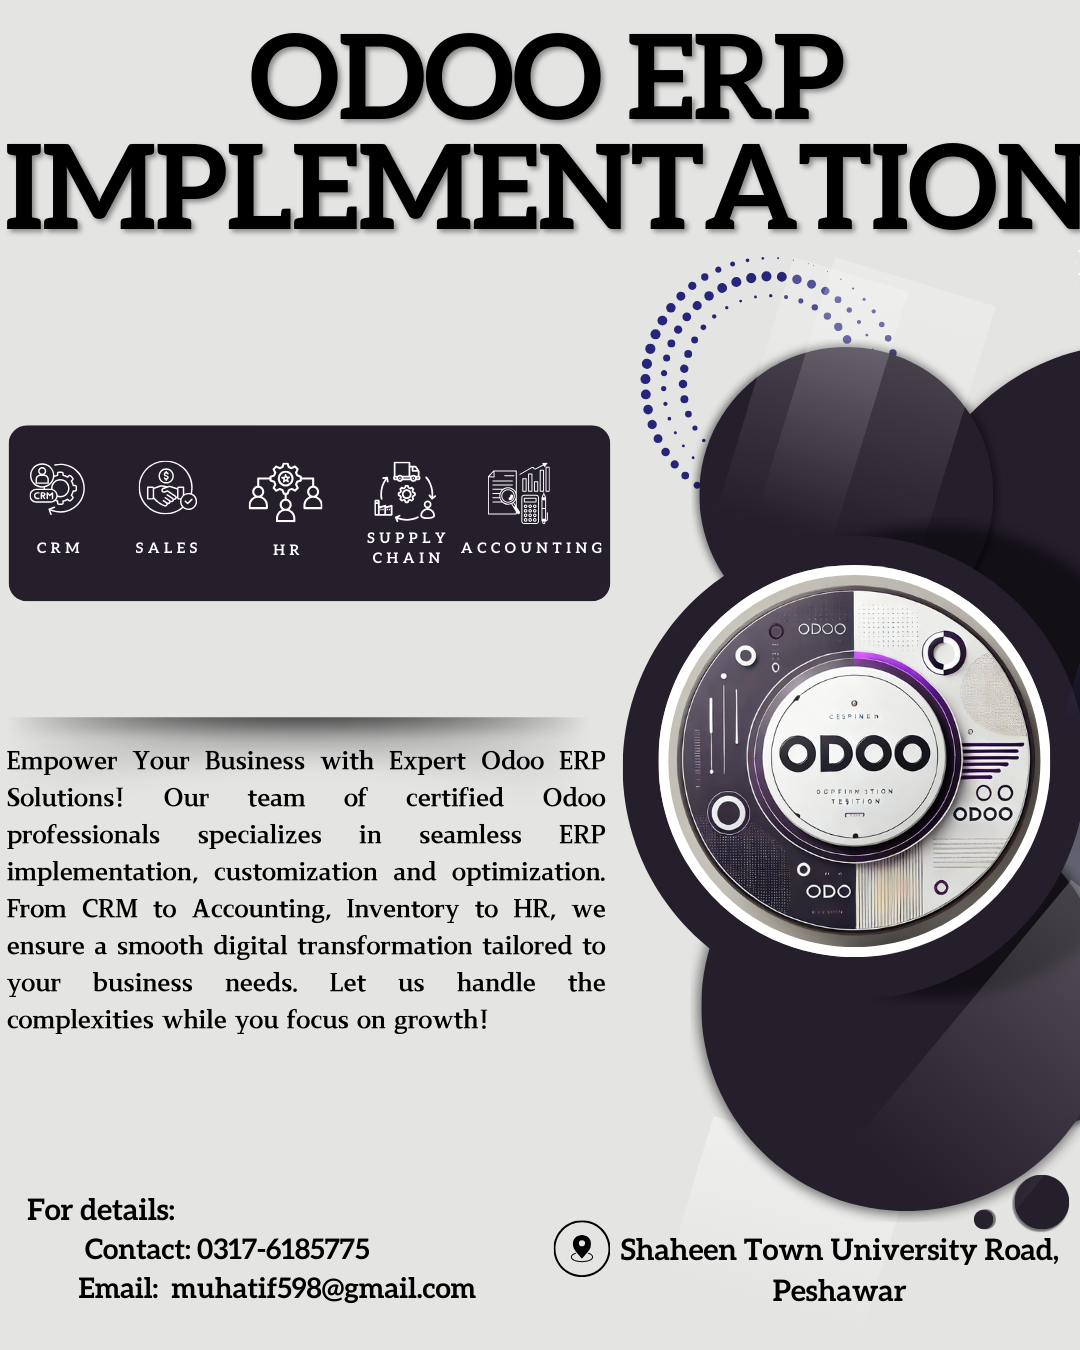 ODOO ERP
IMPLEMENTATION
CRM
CRM
SALES
HR
SUPPLY
CHAIN
ACCOUNTING
Empower Your Business with Expert Odoo ERP
Solutions! Our team of certified Odoo
professionals specializes in seamless ERP
implementation, customization and optimization.
From CRM to Accounting, Inventory to HR, we
ensure a smooth digital transformation tailored to
your business needs. Let us handle the
complexities while you focus on growth!
ODOO
ODOO
ODOO
ODO
For details:
Contact: 0317-6185775
Email: muhatif598@gmail.com
Shaheen Town University Road,
Peshawar